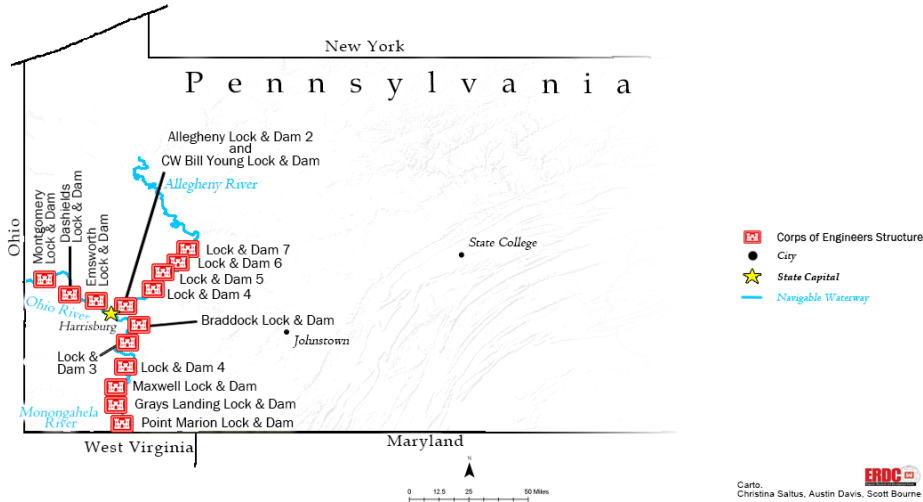 New York
Pennsylvania
Allegheny Lock & Dam 2
and
CW Bill Young Lock & Dam
Allegheny River
Ohio
Montgomery
Lock & Dam
Dashields
Lock & Dam
Emsworth
Lock & Dam
Lock & Dam 7
Lock & Dam 6
Lock & Dam 5
Lock & Dam 4
State College
Ohio River
Harrisburg
Braddock Lock & Dam
Johnstown
Lock &
Dam 3
Lock & Dam 4
Maxwell Lock & Dam
Grays Landing Lock & Dam
Monongahela
River
Point Marion Lock & Dam
West Virginia
Maryland
Corps of Engineers Structure
City
State Capital
Navigable Waterway
N
0 12.5 25 50 Miles
ERDC
Carto.
Christina Saltus, Austin Davis, Scott Bourne